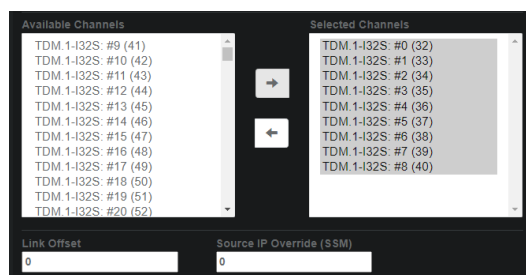 Available Channels
TDM.1-I32S: #9 (41)
TDM.1-I32S: #10 (42)
TDM.1-I32S: #11 (43)
TDM.1-I32S: #12 (44)
TDM.1-I32S: #13 (45)
TDM.1-I32S: #14 (46)
TDM.1-I32S: #15 (47)
TDM.1-I32S: #16 (48)
TDM.1-I32S: #17 (49)
TDM.1-I32S: #18 (50)
TDM.1-I32S: #19 (51)
TDM.1-I32S: #20 (52)
Selected Channels
TDM.1-I32S: #0 (32)
TDM.1-I32S: #1 (33)
TDM.1-I32S: #2 (34)
TDM.1-I32S: #3 (35)
TDM.1-I32S: #4 (36)
TDM.1-I32S: #5 (37)
TDM.1-I32S: #6 (38)
TDM.1-I32S: #7 (39)
TDM.1-I32S: #8 (40)
Link Offset
0
Source IP Override (SSM)
0